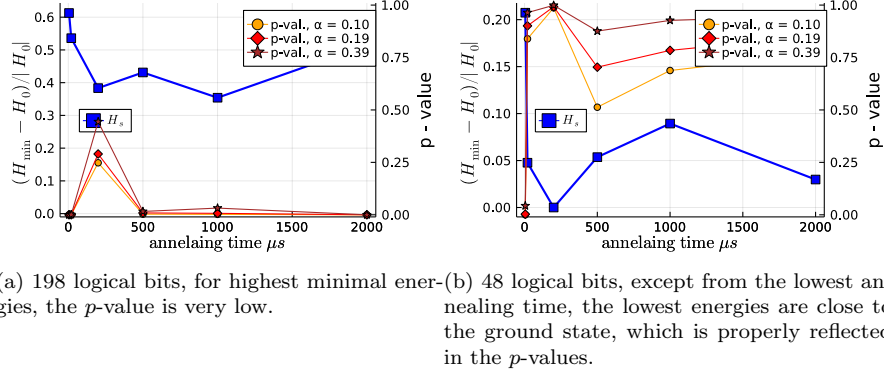 p-val., α = 0.10
p-val., α = 0.19
p-val., α = 0.39
H_s
(H_min − H_0)/| H_0|
0.6
0.5
0.4
0.3
0.2
0.1
0.0
0 500 1000 1500 2000
annelaing time μs
1.00
0.75
0.50
0.25
0.00
p - value
p-val., α = 0.10
p-val., α = 0.19
p-val., α = 0.39
H_s
(H_min − H_0)/| H_0|
0.20
0.15
0.10
0.05
0.00
0 500 1000 1500 2000
annelaing time μs
1.00
0.75
0.50
0.25
0.00
p - value
(a) 198 logical bits, for highest minimal ener-
gies, the p-value is very low.
(b) 48 logical bits, except from the lowest an-
nealing time, the lowest energies are close to
the ground state, which is properly reflected
in the p-values.